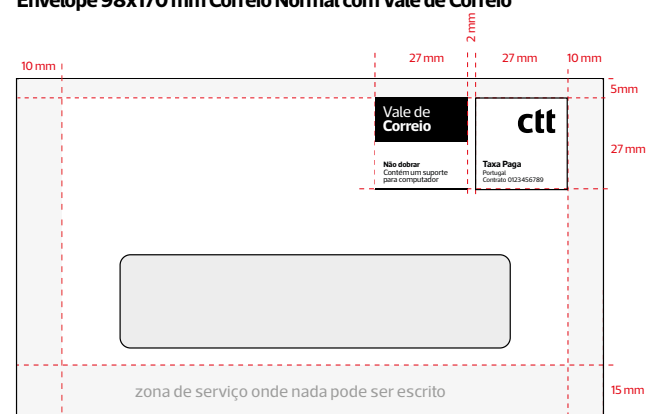 Envelope 98x170 mm Correio Normal com Vale de Correio
2 mm
10 mm
27 mm
27 mm
10 mm
5mm
Vale de
Correio
ctt
27 mm
Não dobrar
Contém um suporte
para computador
Taxa Paga
Portugal
Contrato 0123456789
zona de serviço onde nada pode ser escrito
15 mm